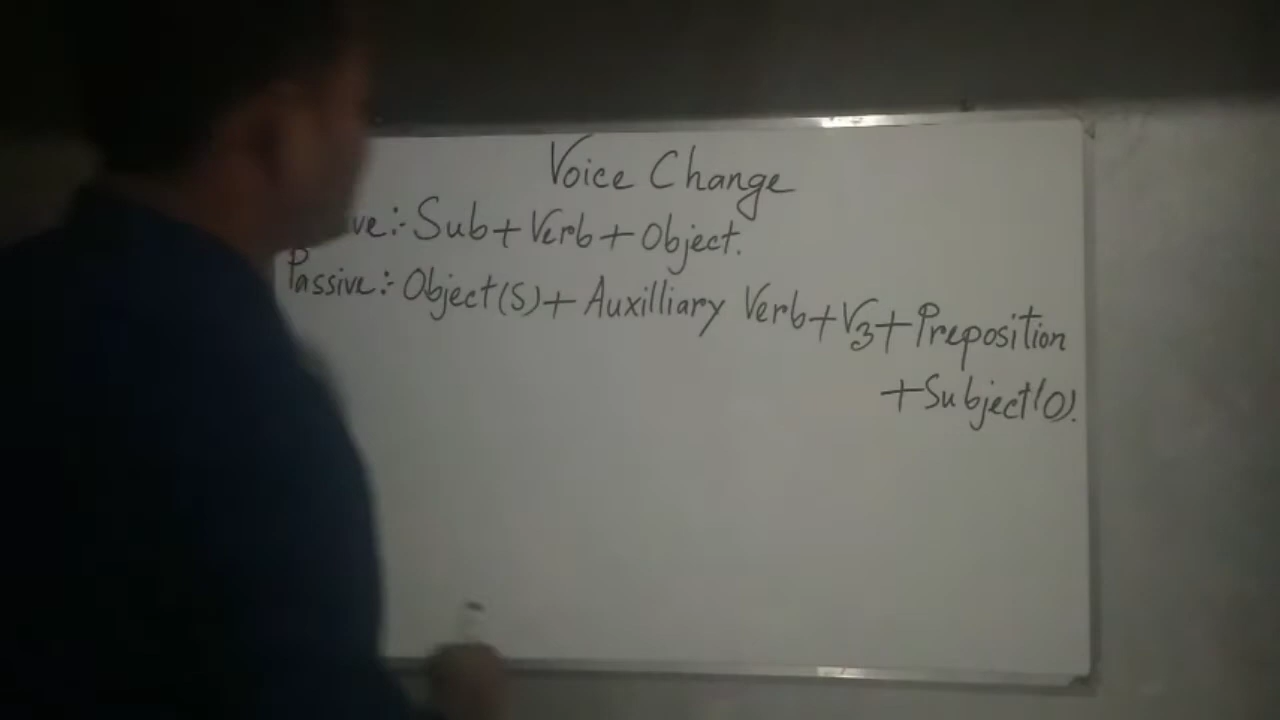 Voice Change
ve:- Sub+Verb+Object.
Passive:- Object(S)+ Auxilliary Verb+V3+Preposition
+Subject(O).